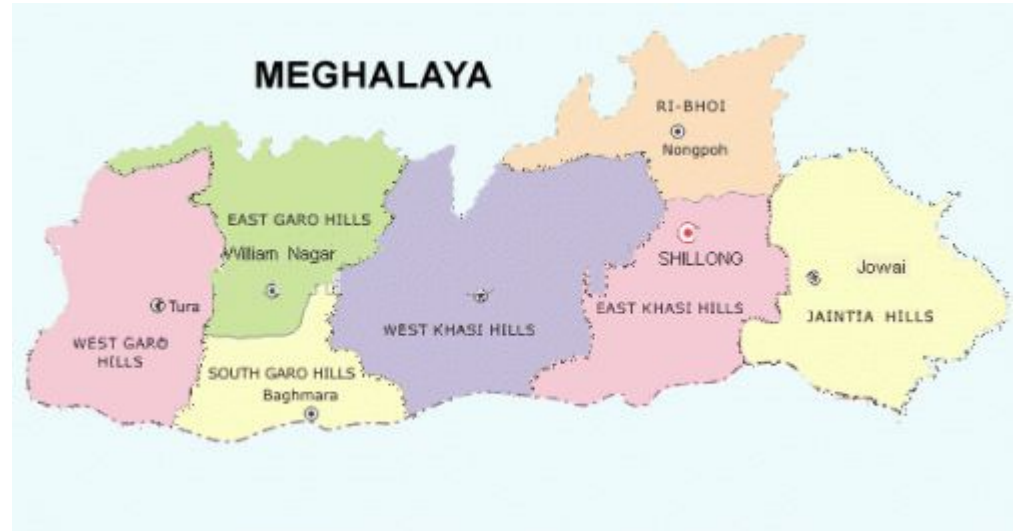 MEGHALAYA
RI-BHOI
Nongpoh
EAST GARO HILLS
William Nagar
SHILLONG
Jowai
Tura
EAST KHASI HILLS
JAINTIA HILLS
WEST KHASI HILLS
WEST GARO
HILLS
SOUTH GARO HILLS
Baghmara